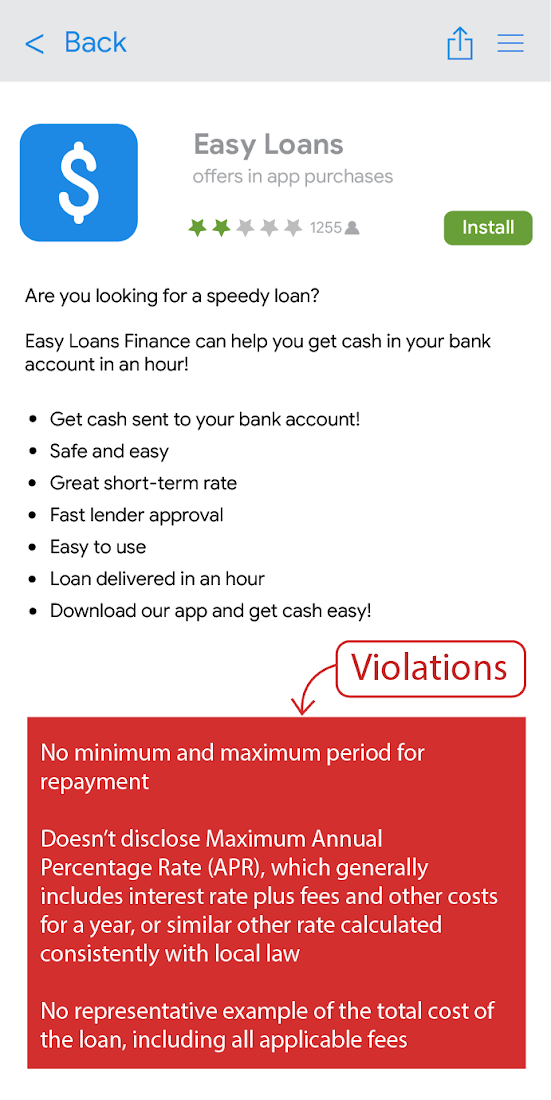 < Back
Easy Loans
offers in app purchases
1255
Install
Are you looking for a speedy loan?
Easy Loans Finance can help you get cash in your bank
account in an hour!
• Get cash sent to your bank account!
• Safe and easy
• Great short-term rate
• Fast lender approval
• Easy to use
• Loan delivered in an hour
• Download our app and get cash easy!
Violations
No minimum and maximum period for
repayment
Doesn’t disclose Maximum Annual
Percentage Rate (APR), which generally
includes interest rate plus fees and other costs
for a year, or similar other rate calculated
consistently with local law
No representative example of the total cost of
the loan, including all applicable fees